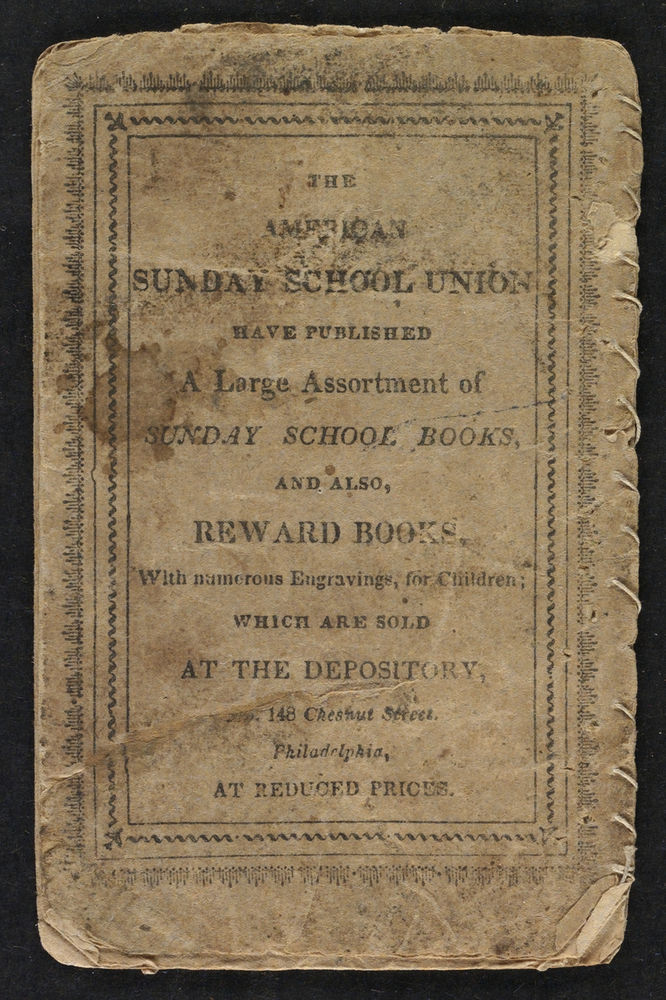 THE
AMERICAN
SUNDAY SCHOOL UNION
HAVE PUBLISHED
A Large Assortment of
SUNDAY SCHOOL BOOKS,
AND ALSO,
REWARD BOOKS,
With numerous Engravings, for Children;
WHICH ARE SOLD
AT THE DEPOSITORY,
148 Chesnut Street.
Philadelphia,
AT REDUCED PRICES.